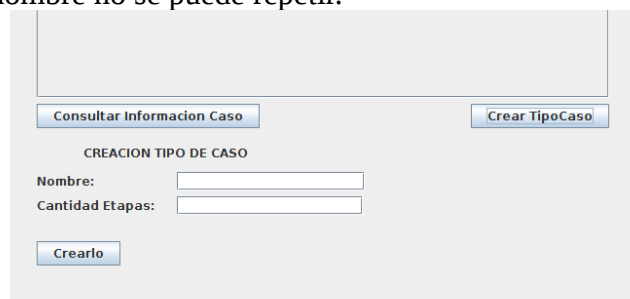 nombre no se puede repetir.
Consultar Informacion Caso
Crear TipoCaso
CREACION TIPO DE CASO
Nombre:
Cantidad Etapas:
Crearlo